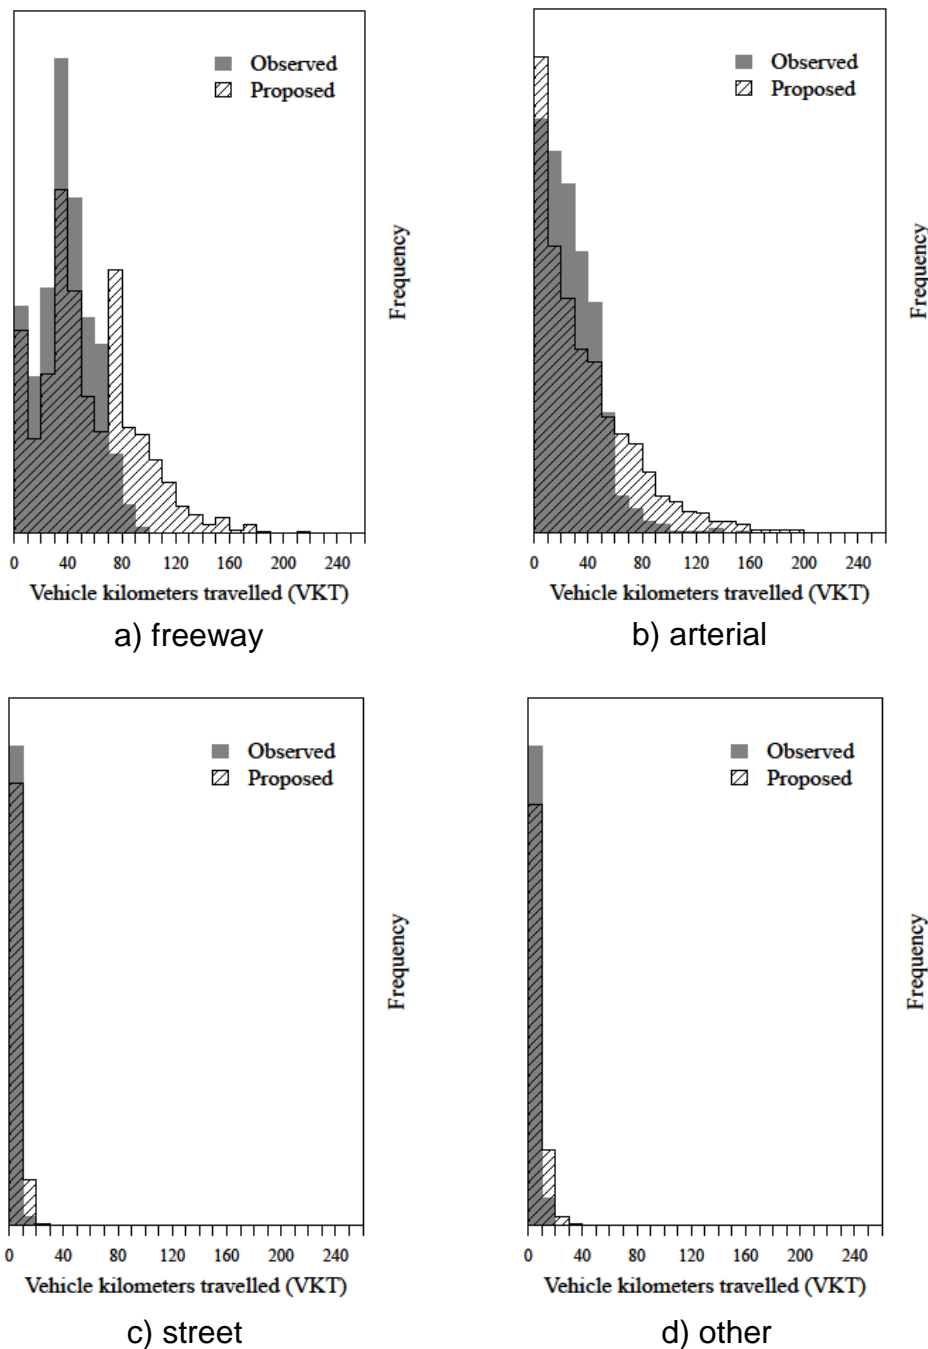 Observed
Proposed
Frequency
0 40 80 120 160 200 240
Vehicle kilometers travelled (VKT)
a) freeway
Observed
Proposed
Frequency
0 40 80 120 160 200 240
Vehicle kilometers travelled (VKT)
b) arterial
Observed
Proposed
Frequency
0 40 80 120 160 200 240
Vehicle kilometers travelled (VKT)
c) street
Observed
Proposed
Frequency
0 40 80 120 160 200 240
Vehicle kilometers travelled (VKT)
d) other